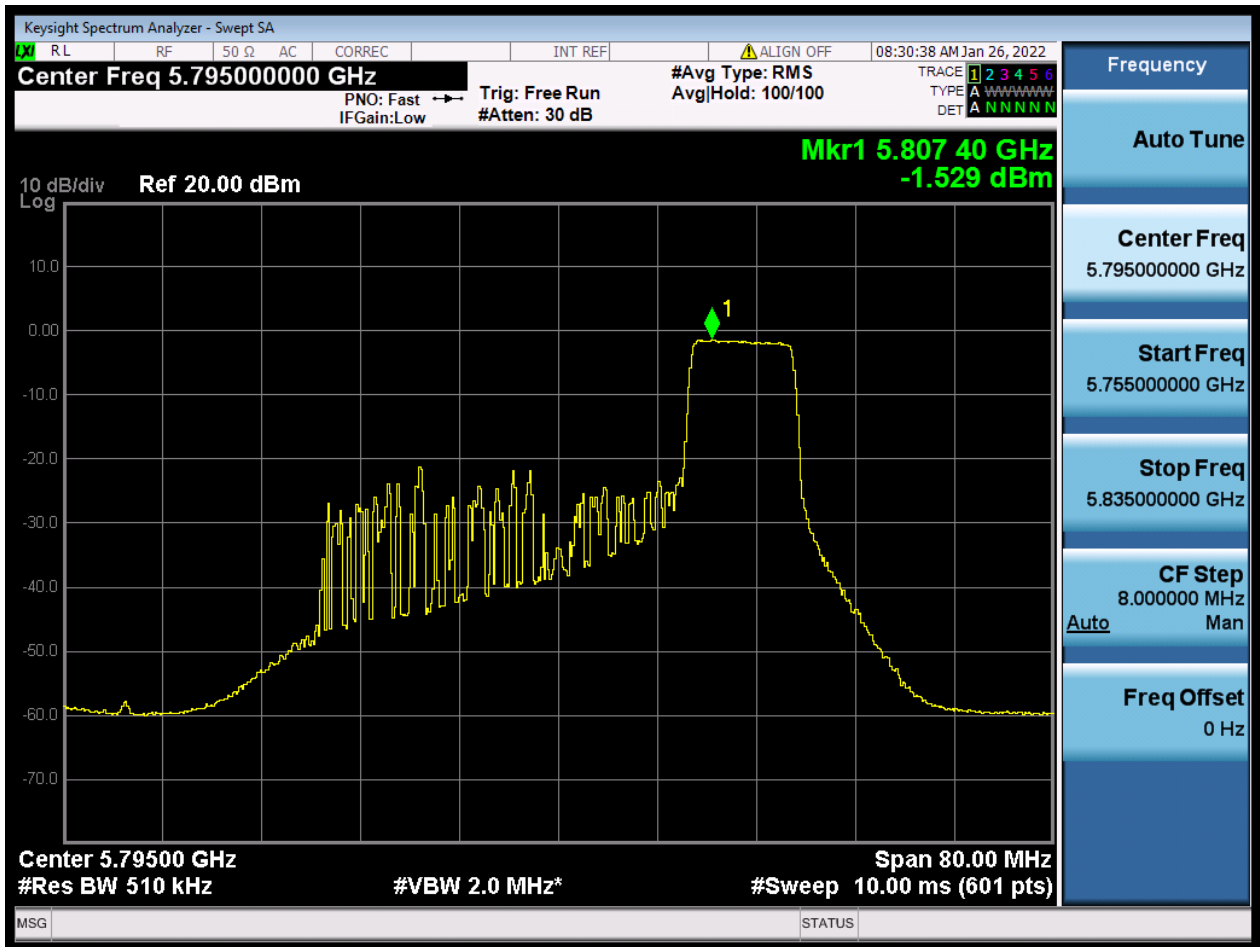 Keysight Spectrum Analyzer - Swept SA
LXI RL RF 50 Ω AC CORREC INT REF ALIGN OFF 08:30:38 AM Jan 26, 2022
Center Freq 5.795000000 GHz
PNO: Fast
IFGain:Low
Trig: Free Run
#Atten: 30 dB
#Avg Type: RMS
Avg|Hold: 100/100
TRACE 1 2 3 4 5 6
TYPE A WWWWW
DET A N N N N N
Mkr1 5.807 40 GHz
-1.529 dBm
10 dB/div Ref 20.00 dBm
Log
1
10.0
0.00
-10.0
-20.0
-30.0
-40.0
-50.0
-60.0
-70.0
Center 5.79500 GHz Span 80.00 MHz
#Res BW 510 kHz #VBW 2.0 MHz* #Sweep 10.00 ms (601 pts)
MSG STATUS
Frequency
Auto Tune
Center Freq
5.795000000 GHz
Start Freq
5.755000000 GHz
Stop Freq
5.835000000 GHz
CF Step
8.000000 MHz
Auto Man
Freq Offset
0 Hz